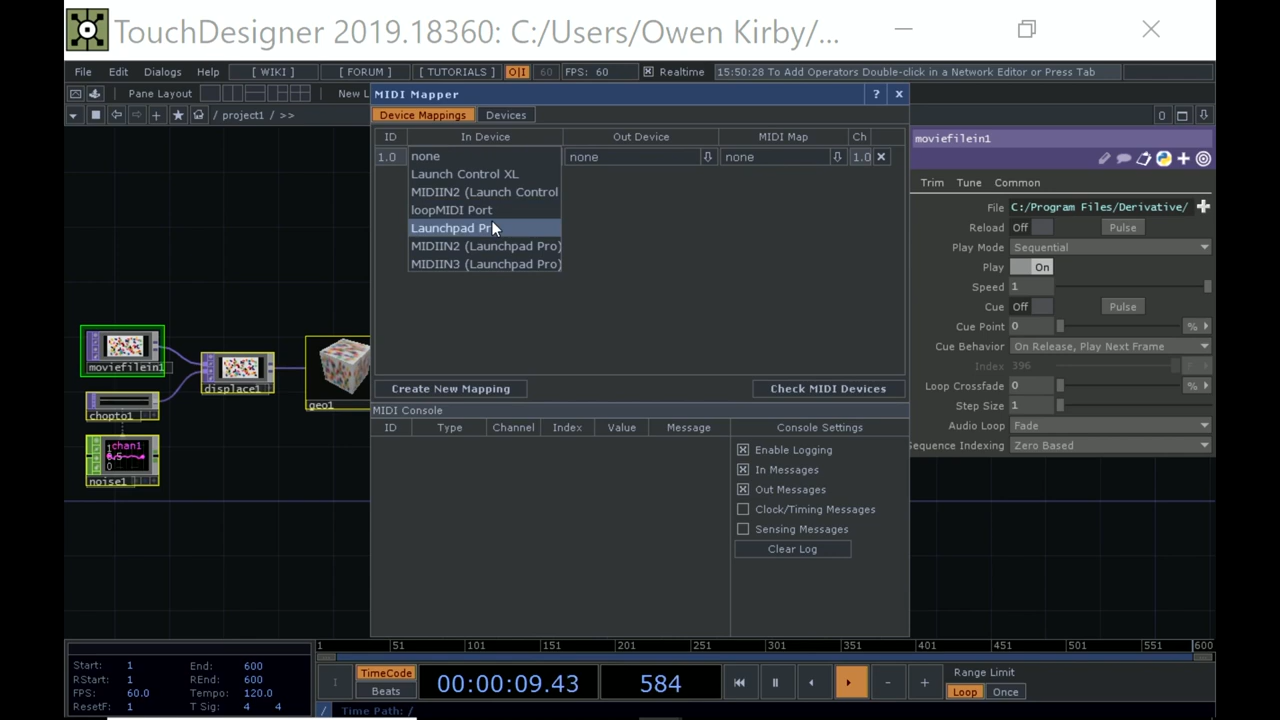 TouchDesigner 2019.18360: C:/Users/Owen Kirby/...
File Edit Dialogs Help [ WIKI ] [ FORUM ] [ TUTORIALS ] O|I 60 FPS: 60 Realtime 15:50:28 To Add Operators Double-click in a Network Editor or Press Tab
Pane Layout New L
/ project1 / >>
MIDI Mapper ?
Device Mappings Devices
ID In Device Out Device MIDI Map Ch
1.0 none none none 1.0
Launch Control XL
MIDIIN2 (Launch Control
loopMIDI Port
Launchpad Pr
MIDIIN2 (Launchpad Pro)
MIDIIN3 (Launchpad Pro)
Create New Mapping Check MIDI Devices
MIDI Console
ID Type Channel Index Value Message Console Settings
Enable Logging
In Messages
Out Messages
Clock/Timing Messages
Sensing Messages
Clear Log
moviefilein1
displace1
geo1
chopto1
chan1
noise1
0
moviefilein1
Trim Tune Common
File C:/Program Files/Derivative/
Reload Off Pulse
Play Mode Sequential
Play On
Speed 1
Cue Off Pulse
Cue Point 0 %
Cue Behavior On Release, Play Next Frame
Index 396
Loop Crossfade 0 %
Step Size 1
Audio Loop Fade
Sequence Indexing Zero Based
1 51 101 151 201 251 301 351 401 451 501 551 600
Start: 1 End: 600
RStart: 1 REnd: 600
FPS: 60.0 Tempo: 120.0
ResetF: 1 T Sig: 4 4
TimeCode
Beats
00:00:09.43 584
Range Limit
Loop Once
/ Time Path: /